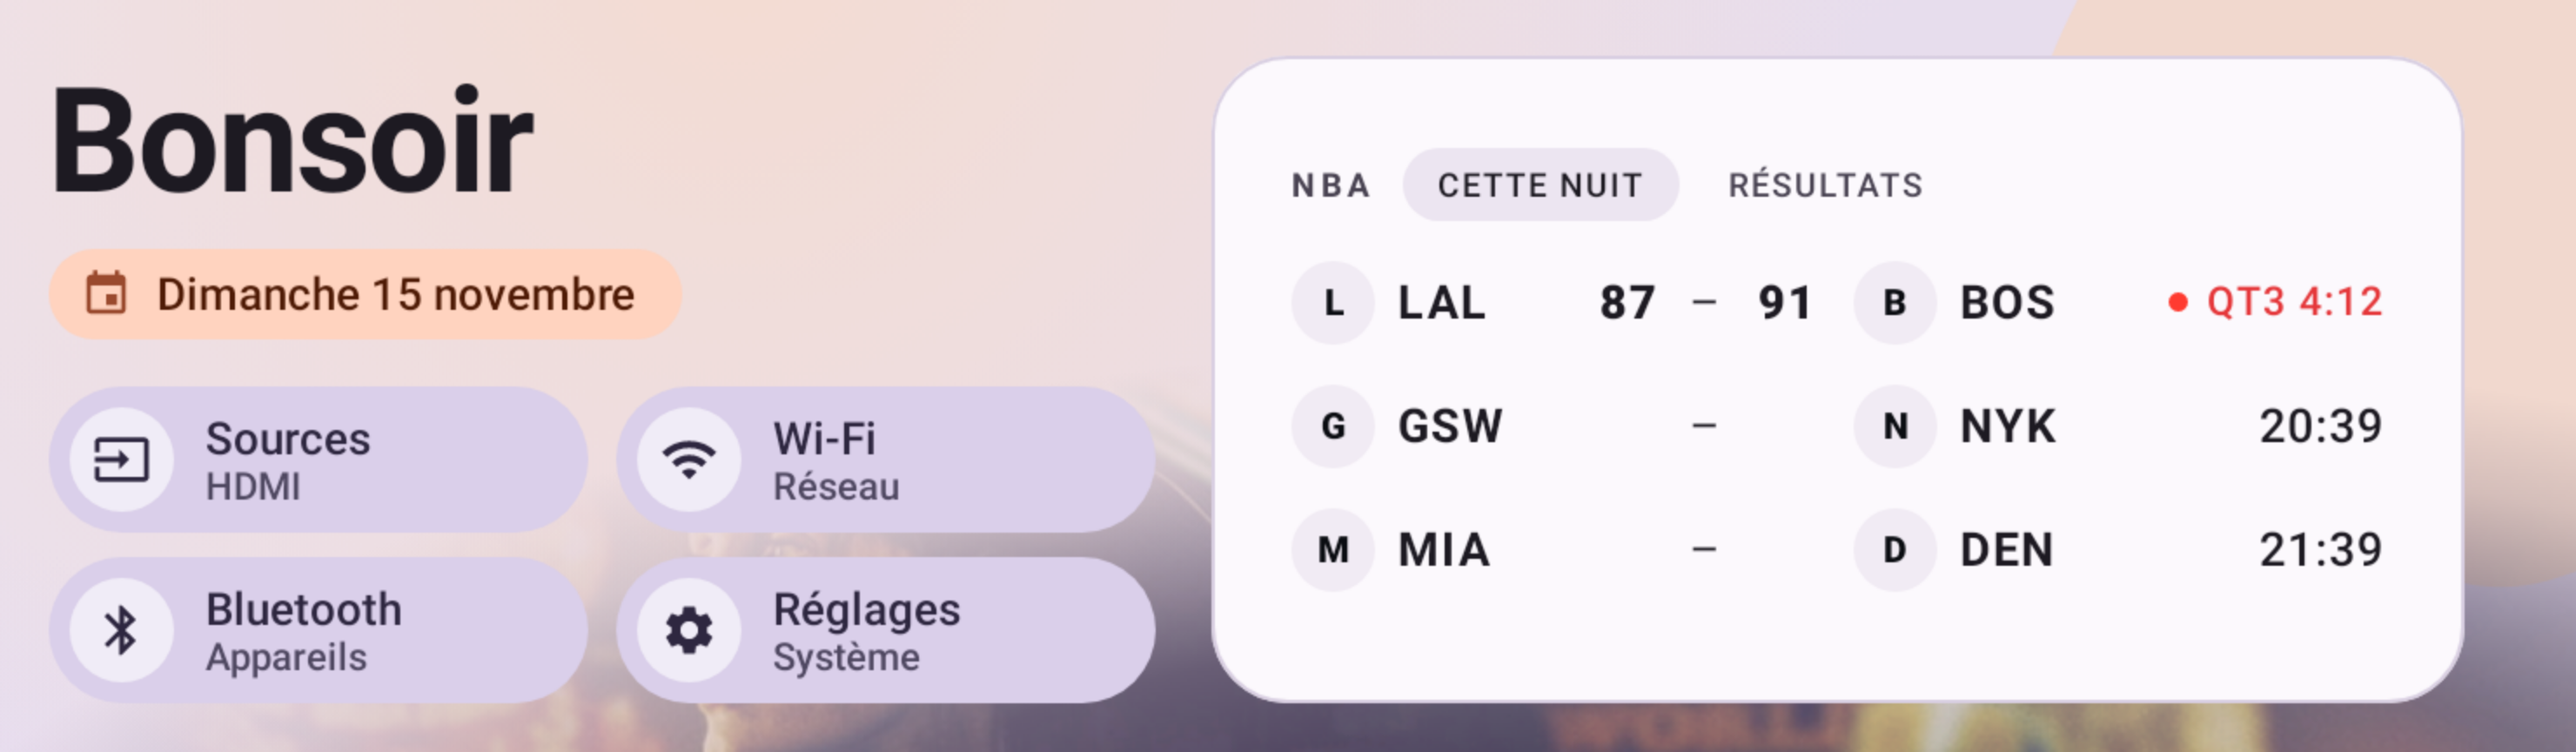 Bonsoir
Dimanche 15 novembre
Sources
HDMI
Wi-Fi
Réseau
Bluetooth
Appareils
Réglages
Système
NBA CETTE NUIT RÉSULTATS
L LAL 87 – 91 B BOS QT3 4:12
G GSW – N NYK 20:39
M MIA – D DEN 21:39